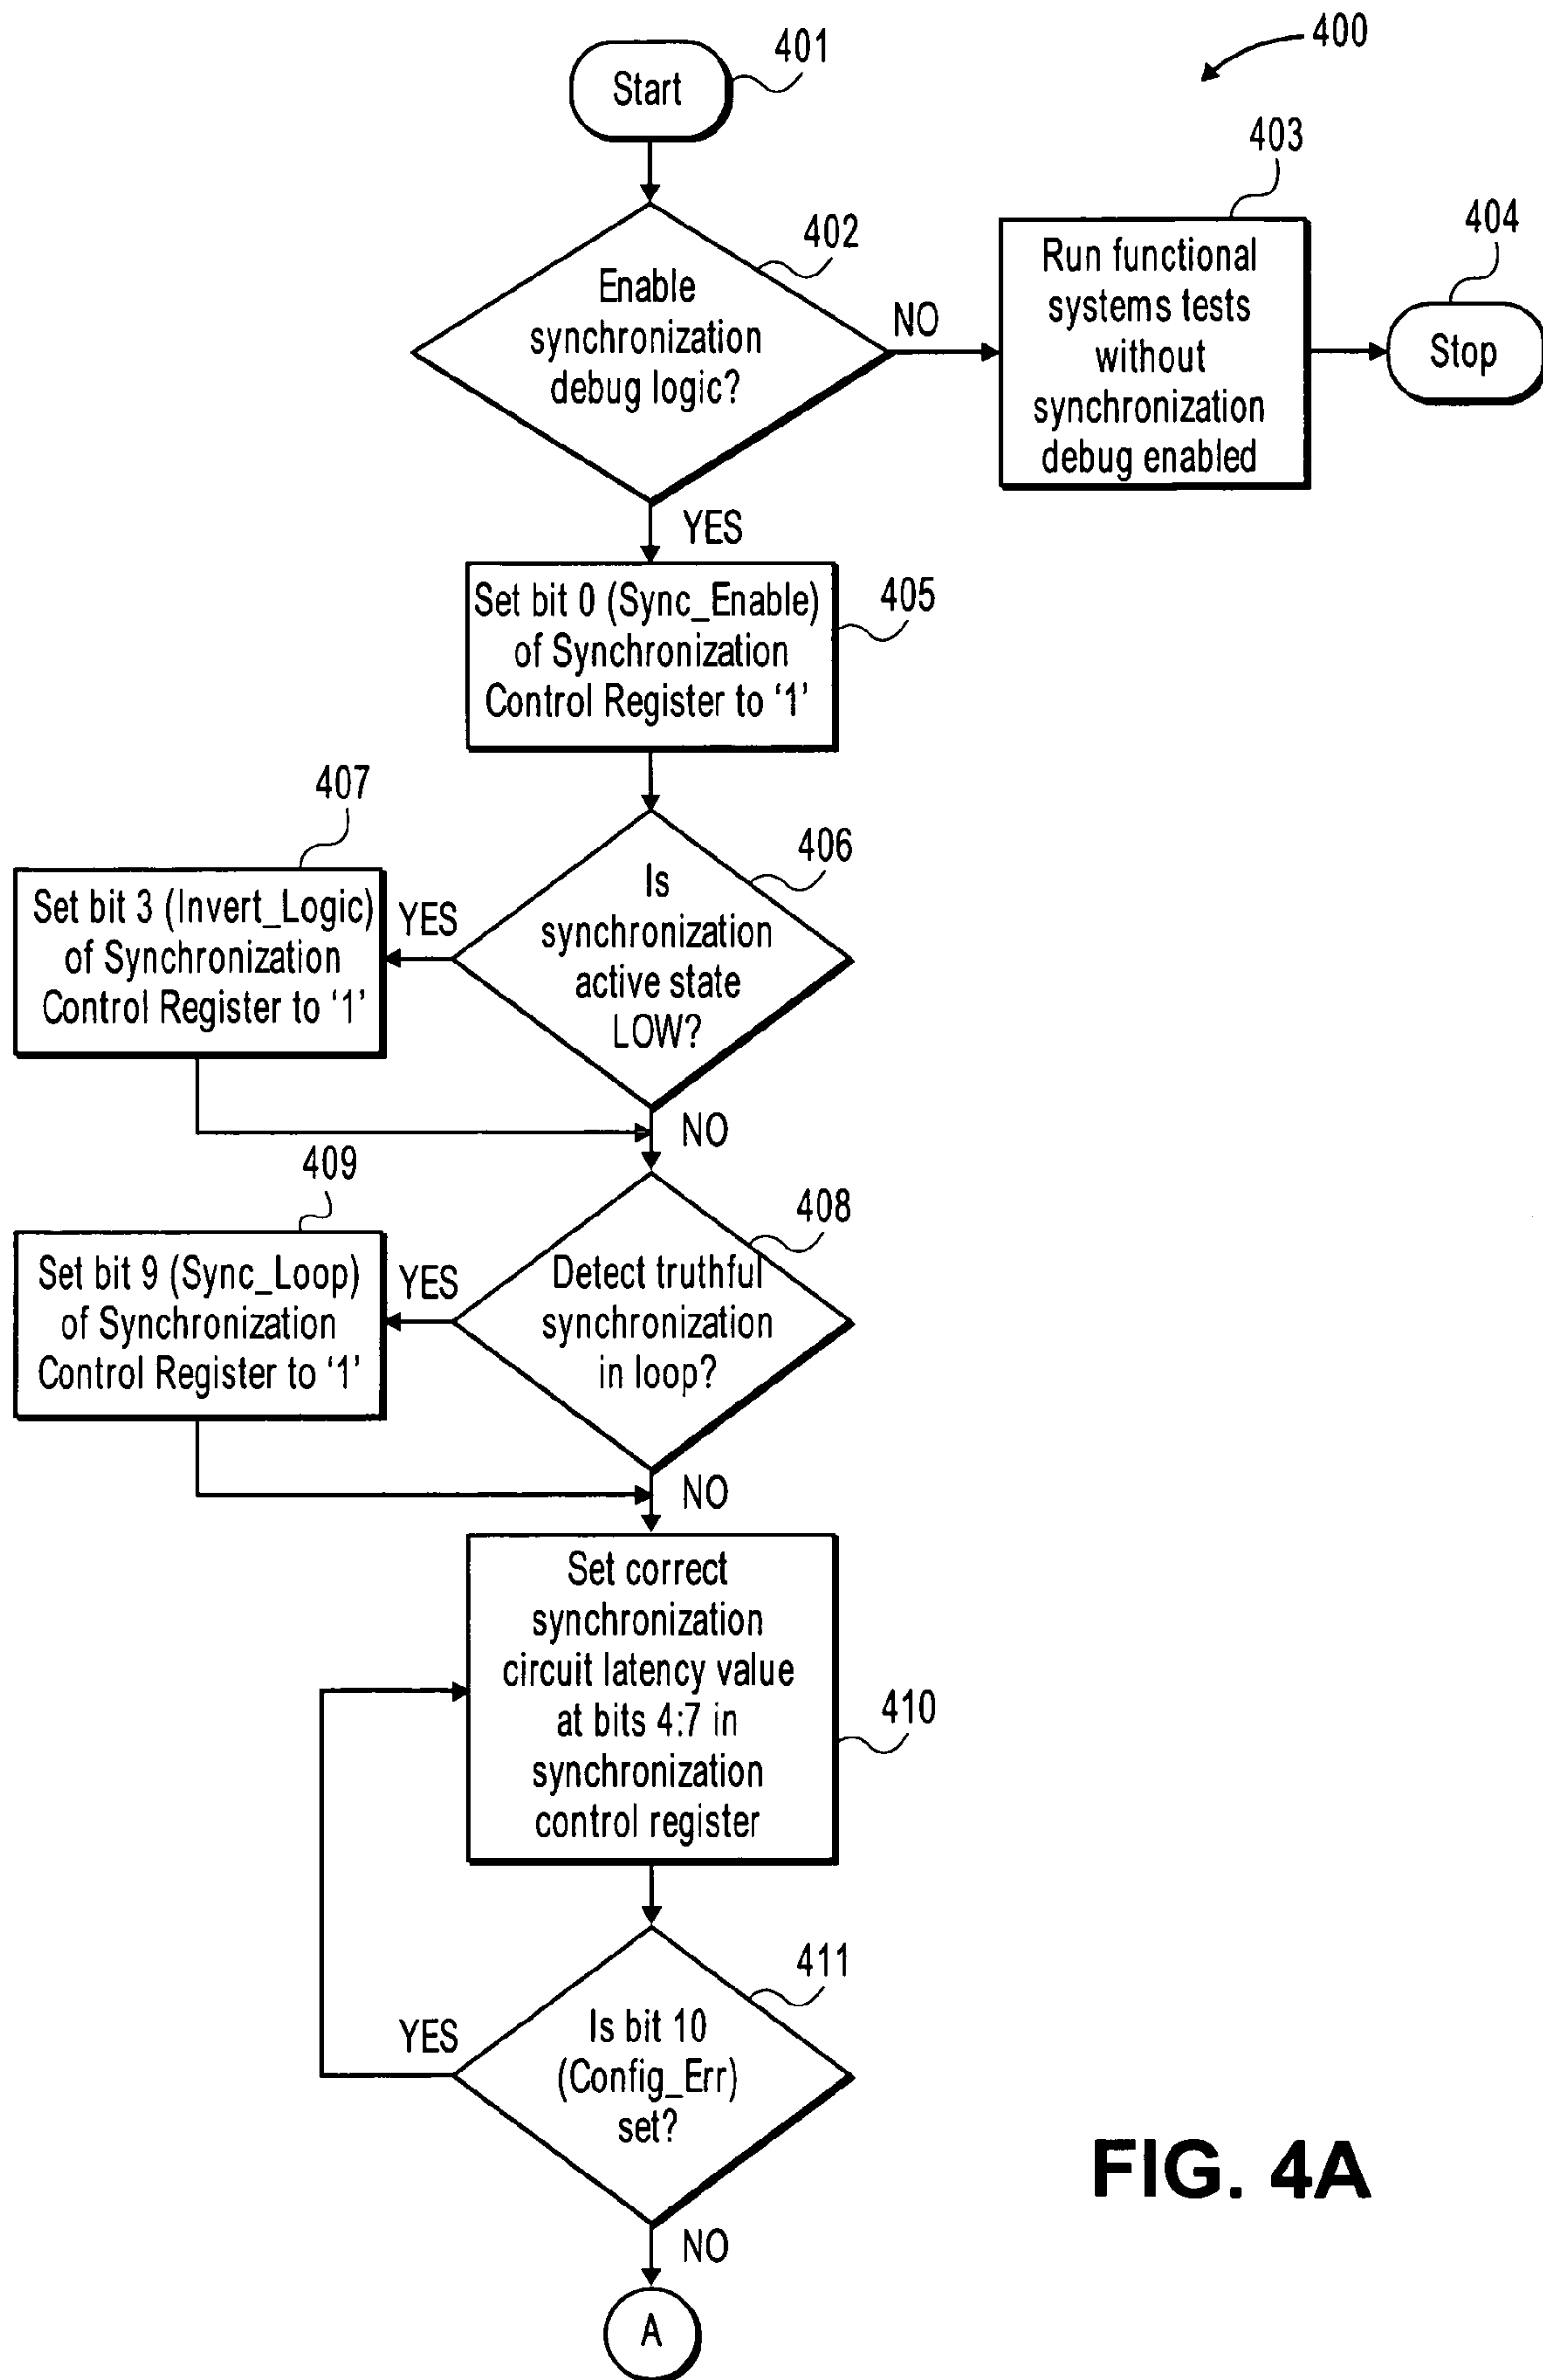 400
401
Start
402
Enable
synchronization
debug logic?
NO
403
Run functional
systems tests
without
synchronization
debug enabled
404
Stop
YES
405
Set bit 0 (Sync_Enable)
of Synchronization
Control Register to ‘1’
406
Is
synchronization
active state
LOW?
YES
407
Set bit 3 (Invert_Logic)
of Synchronization
Control Register to ‘1’
NO
408
Detect truthful
synchronization
in loop?
YES
409
Set bit 9 (Sync_Loop)
of Synchronization
Control Register to ‘1’
NO
410
Set correct
synchronization
circuit latency value
at bits 4:7 in
synchronization
control register
411
Is bit 10
(Config_Err)
set?
YES
NO
A
FIG. 4A